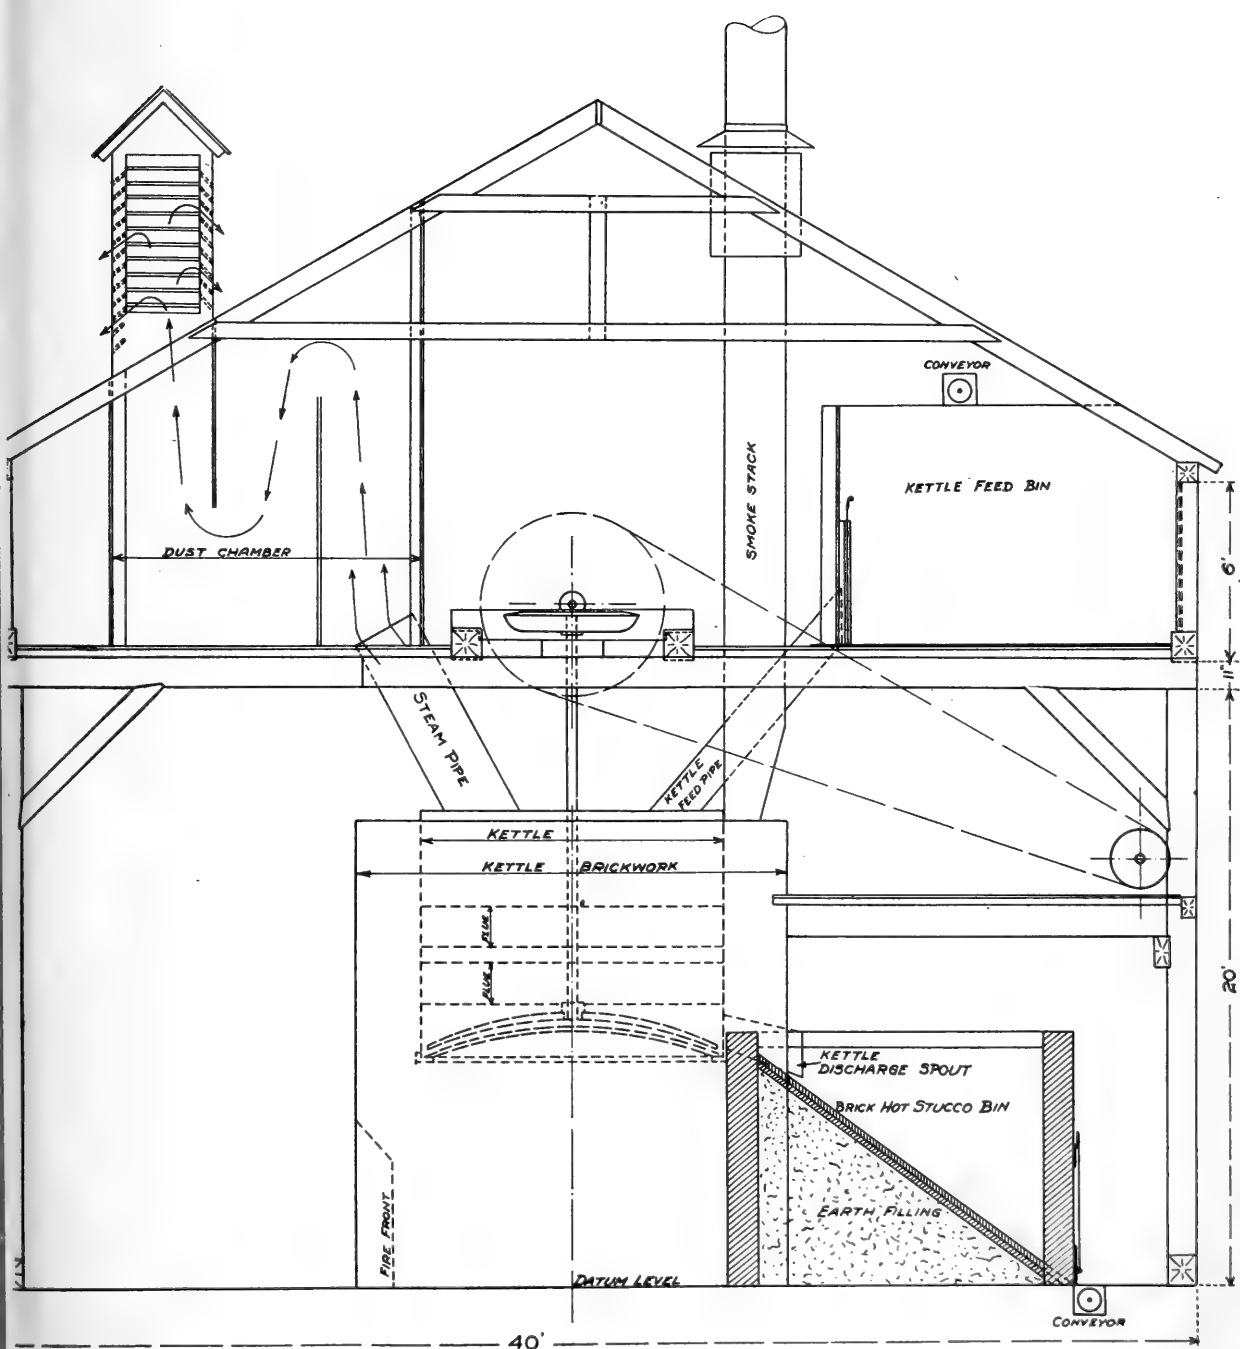 CONVEYOR
KETTLE FEED BIN
SMOKE STACK
DUST CHAMBER
6'
11"
STEAM PIPE
KETTLE
FEED PIPE
KETTLE
KETTLE BRICKWORK
FLUE
FLUE
20'
KETTLE
DISCHARGE SPOUT
BRICK HOT STUCCO BIN
EARTH FILLING
FIRE FRONT
DATUM LEVEL
CONVEYOR
40'